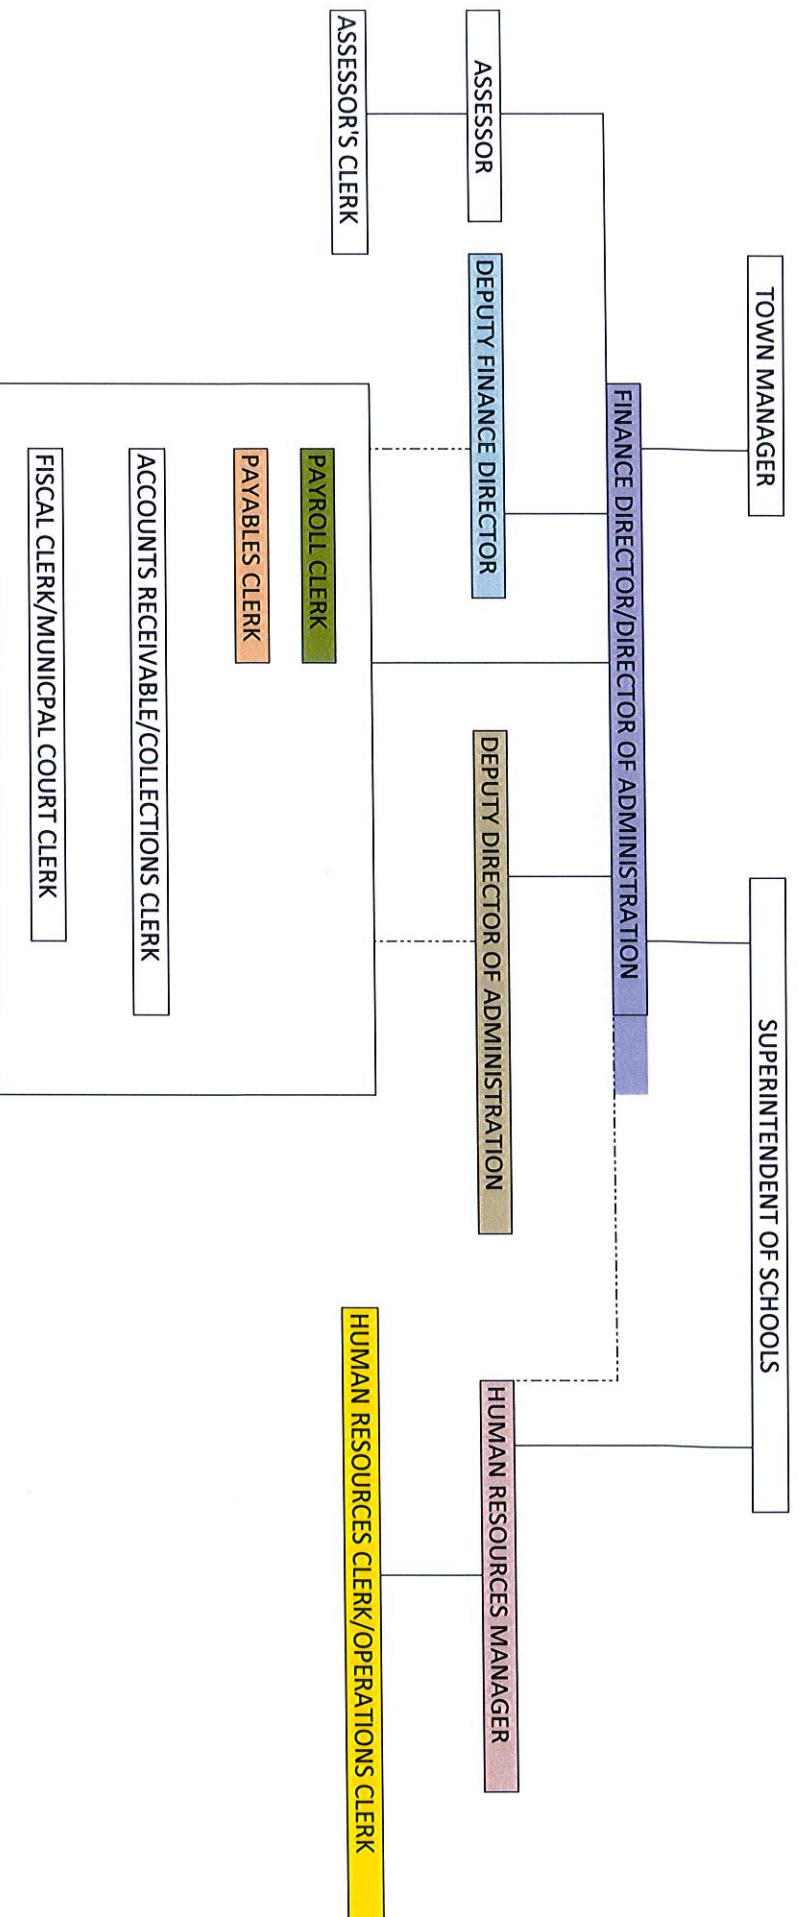 TOWN MANAGER
SUPERINTENDENT OF SCHOOLS
FINANCE DIRECTOR/DIRECTOR OF ADMINISTRATION
ASSESSOR
DEPUTY FINANCE DIRECTOR
DEPUTY DIRECTOR OF ADMINISTRATION
HUMAN RESOURCES MANAGER
ASSESSOR'S CLERK
HUMAN RESOURCES CLERK/OPERATIONS CLERK
PAYROLL CLERK
PAYABLES CLERK
ACCOUNTS RECEIVABLE/COLLECTIONS CLERK
FISCAL CLERK/MUNICPAL COURT CLERK